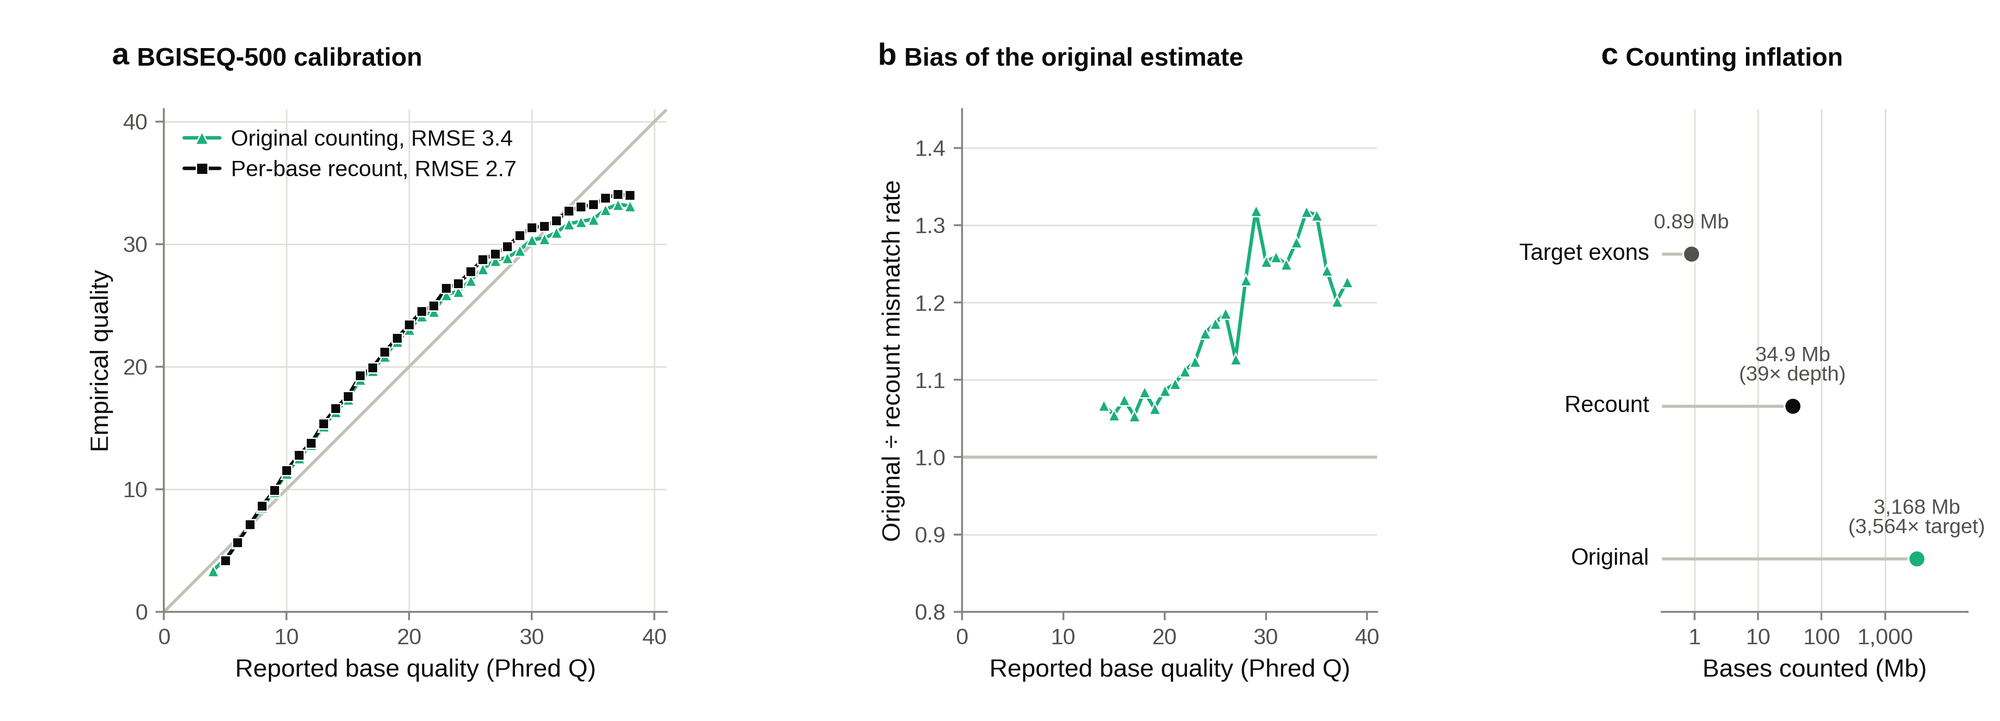 a BGISEQ-500 calibration
Original counting, RMSE 3.4
Per-base recount, RMSE 2.7
Empirical quality
40
30
20
10
0
0 10 20 30 40
Reported base quality (Phred Q)
b Bias of the original estimate
Original ÷ recount mismatch rate
1.4
1.3
1.2
1.1
1.0
0.9
0.8
0 10 20 30 40
Reported base quality (Phred Q)
c Counting inflation
0.89 Mb
Target exons
34.9 Mb
(39× depth)
Recount
3,168 Mb
(3,564× target)
Original
1 10 100 1,000
Bases counted (Mb)